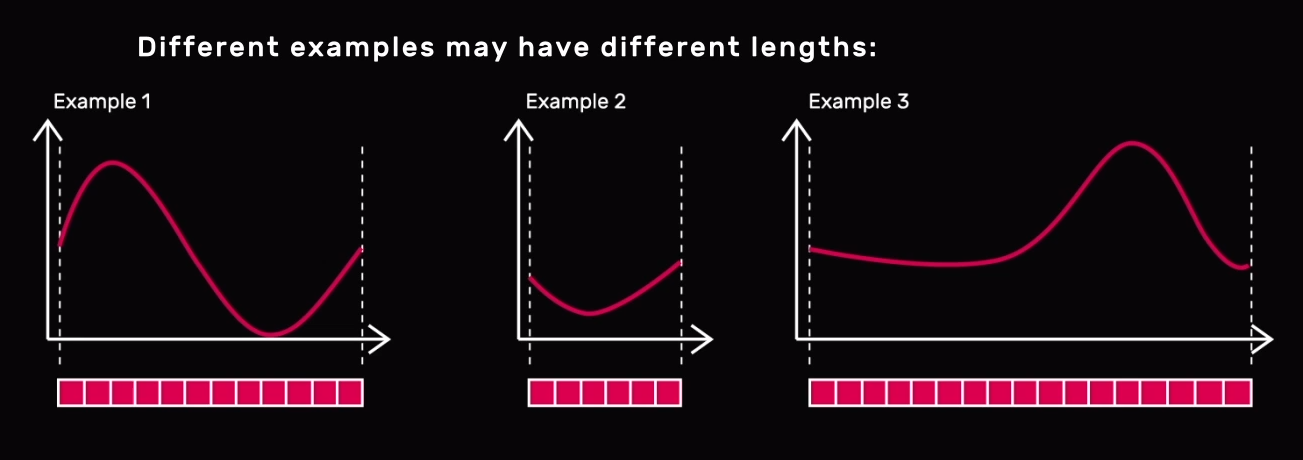 Different examples may have different lengths:
Example 1
Example 2
Example 3